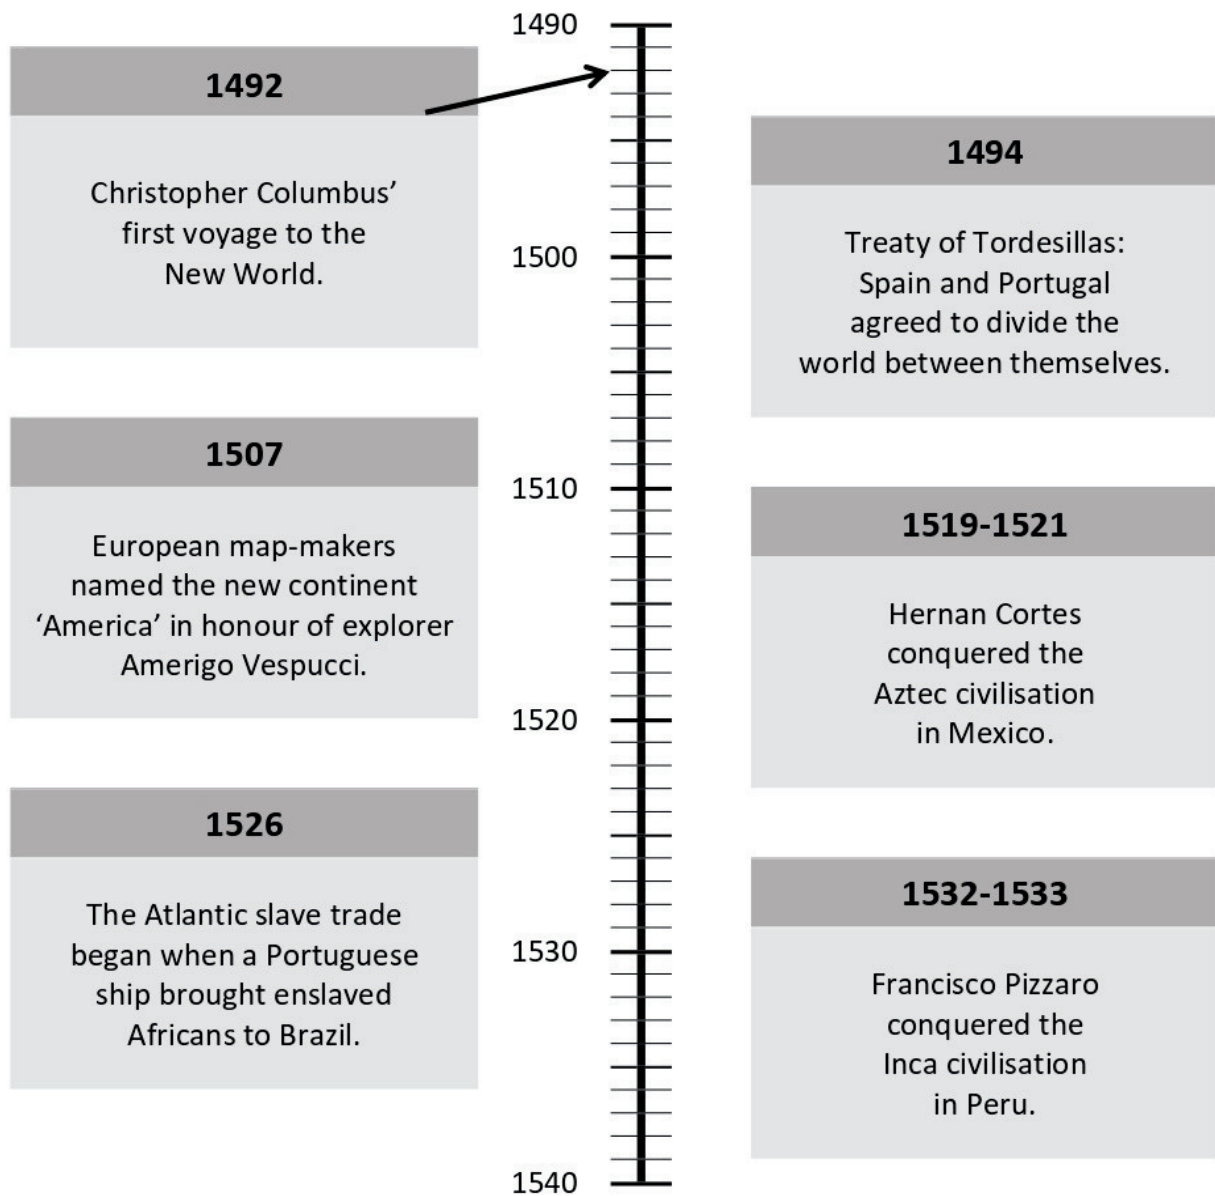 1490
1492
Christopher Columbus’
first voyage to the
New World.
1494
Treaty of Tordesillas:
Spain and Portugal
agreed to divide the
world between themselves.
1500
1507
European map-makers
named the new continent
‘America’ in honour of explorer
Amerigo Vespucci.
1510
1519-1521
Hernan Cortes
conquered the
Aztec civilisation
in Mexico.
1520
1526
The Atlantic slave trade
began when a Portuguese
ship brought enslaved
Africans to Brazil.
1530
1532-1533
Francisco Pizzaro
conquered the
Inca civilisation
in Peru.
1540